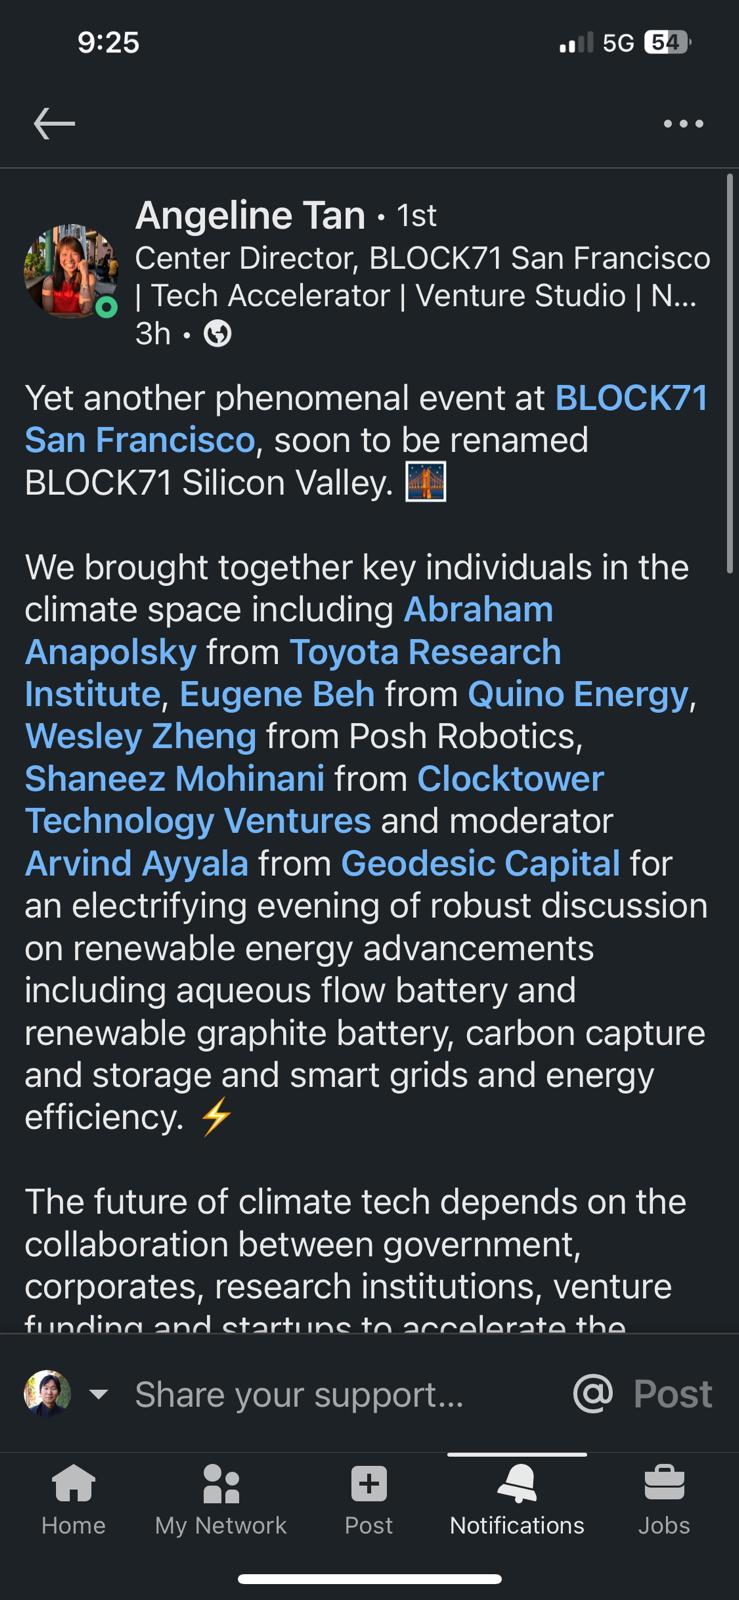 9:25
5G
54
Angeline Tan • 1st
Center Director, BLOCK71 San Francisco
| Tech Accelerator | Venture Studio | N...
3h •
Yet another phenomenal event at BLOCK71
San Francisco, soon to be renamed
BLOCK71 Silicon Valley. 🌉
We brought together key individuals in the
climate space including Abraham
Anapolsky from Toyota Research
Institute, Eugene Beh from Quino Energy,
Wesley Zheng from Posh Robotics,
Shaneez Mohinani from Clocktower
Technology Ventures and moderator
Arvind Ayyala from Geodesic Capital for
an electrifying evening of robust discussion
on renewable energy advancements
including aqueous flow battery and
renewable graphite battery, carbon capture
and storage and smart grids and energy
efficiency. ⚡
The future of climate tech depends on the
collaboration between government,
corporates, research institutions, venture
funding and startups to accelerate the
Share your support...
@ Post
Home
My Network
Post
Notifications
Jobs